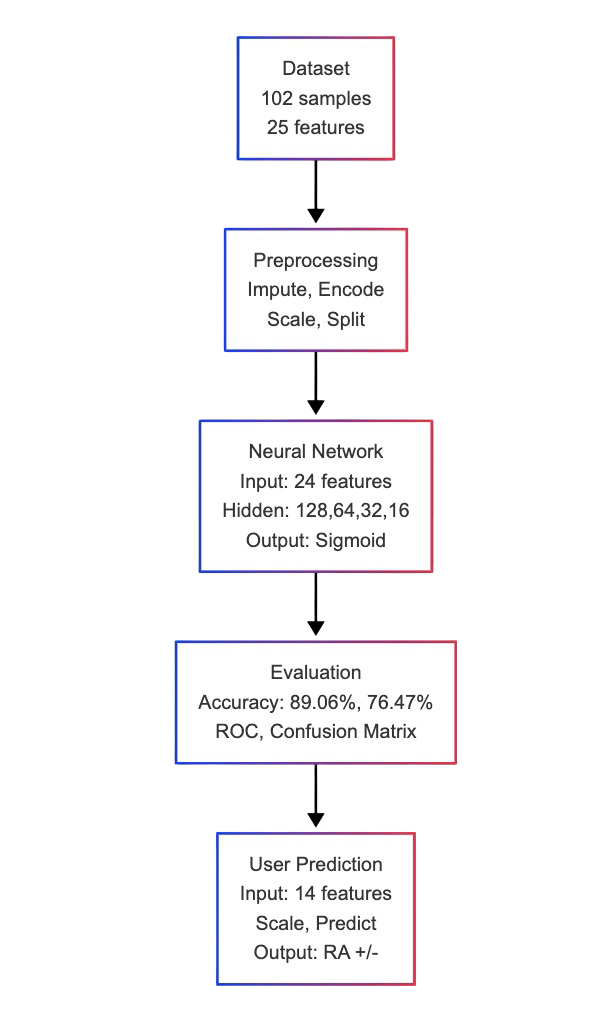 Dataset
102 samples
25 features
Preprocessing
Impute, Encode
Scale, Split
Neural Network
Input: 24 features
Hidden: 128,64,32,16
Output: Sigmoid
Evaluation
Accuracy: 89.06%, 76.47%
ROC, Confusion Matrix
User Prediction
Input: 14 features
Scale, Predict
Output: RA +/-